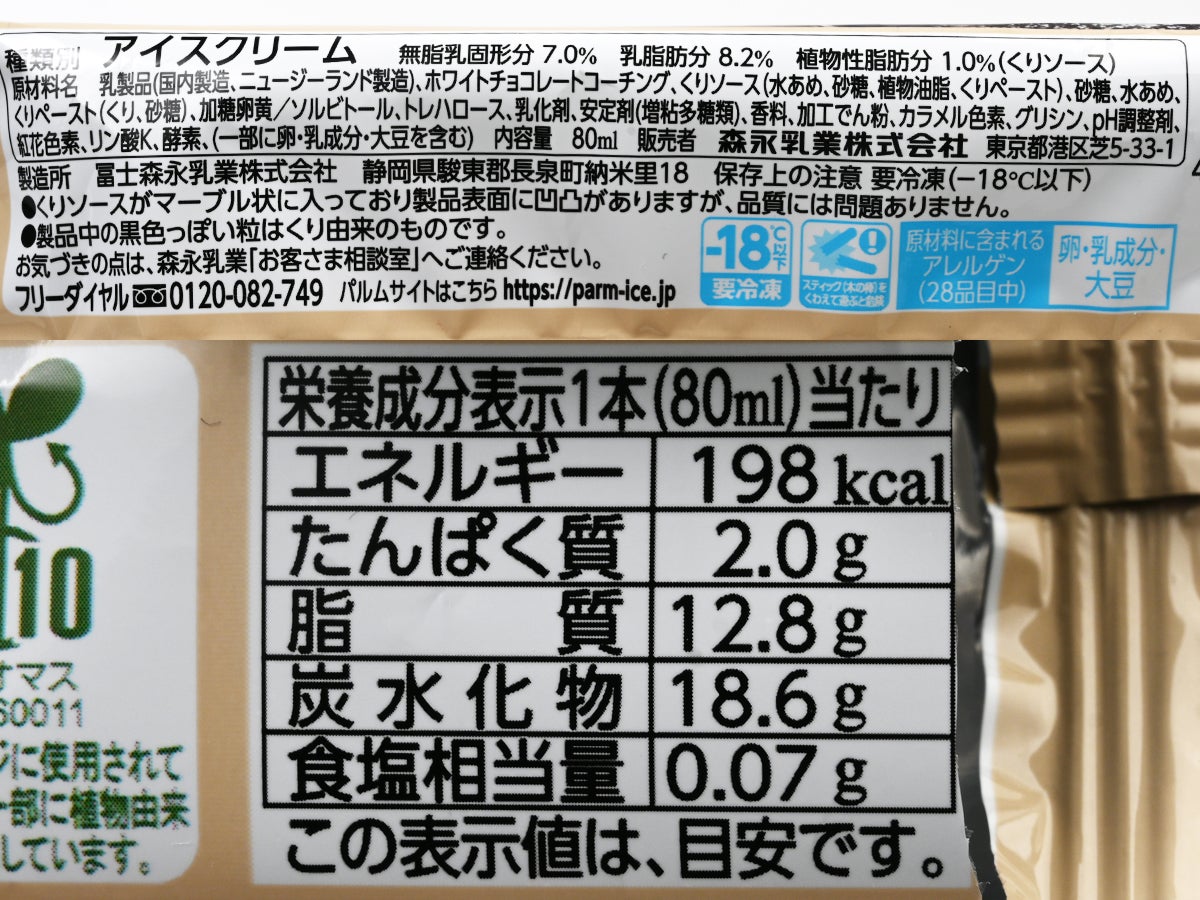 種類別 アイスクリーム 無脂乳固形分 7.0% 乳脂肪分 8.2% 植物性脂肪分 1.0%(くりソース)
原材料名 乳製品(国内製造、ニュージーランド製造)、ホワイトチョコレートコーチング、くりソース(水あめ、砂糖、植物油脂、くりペースト)、砂糖、水あめ、
くりペースト(くり、砂糖)、加糖卵黄/ソルビトール、トレハロース、乳化剤、安定剤(増粘多糖類)、香料、加工でん粉、カラメル色素、グリシン、pH調整剤、
紅花色素、リン酸K、酵素、(一部に卵・乳成分・大豆を含む) 内容量 80ml 販売者 森永乳業株式会社 東京都港区芝5-33-1
製造所 冨士森永乳業株式会社 静岡県駿東郡長泉町納米里18 保存上の注意 要冷凍(-18℃以下)
●くりソースがマーブル状に入っており製品表面に凹凸がありますが、品質には問題ありません。
●製品中の黒色っぽい粒はくり由来のものです。
お気づきの点は、森永乳業「お客さま相談室」へご連絡ください。
フリーダイヤル 0120-082-749 パルムサイトはこちら https://parm-ice.jp
-18℃以下
要冷凍
スティック(木の棒)を
くわえて遊ぶと危険
原材料に含まれる
アレルゲン
(28品目中)
卵・乳成分・
大豆
栄養成分表示1本(80ml)当たり
エネルギー 198kcal
たんぱく質 2.0g
脂質 12.8g
炭水化物 18.6g
食塩相当量 0.07g
この表示値は、目安です。
10
マス
60011
に使用されて
一部に植物由来
しています。